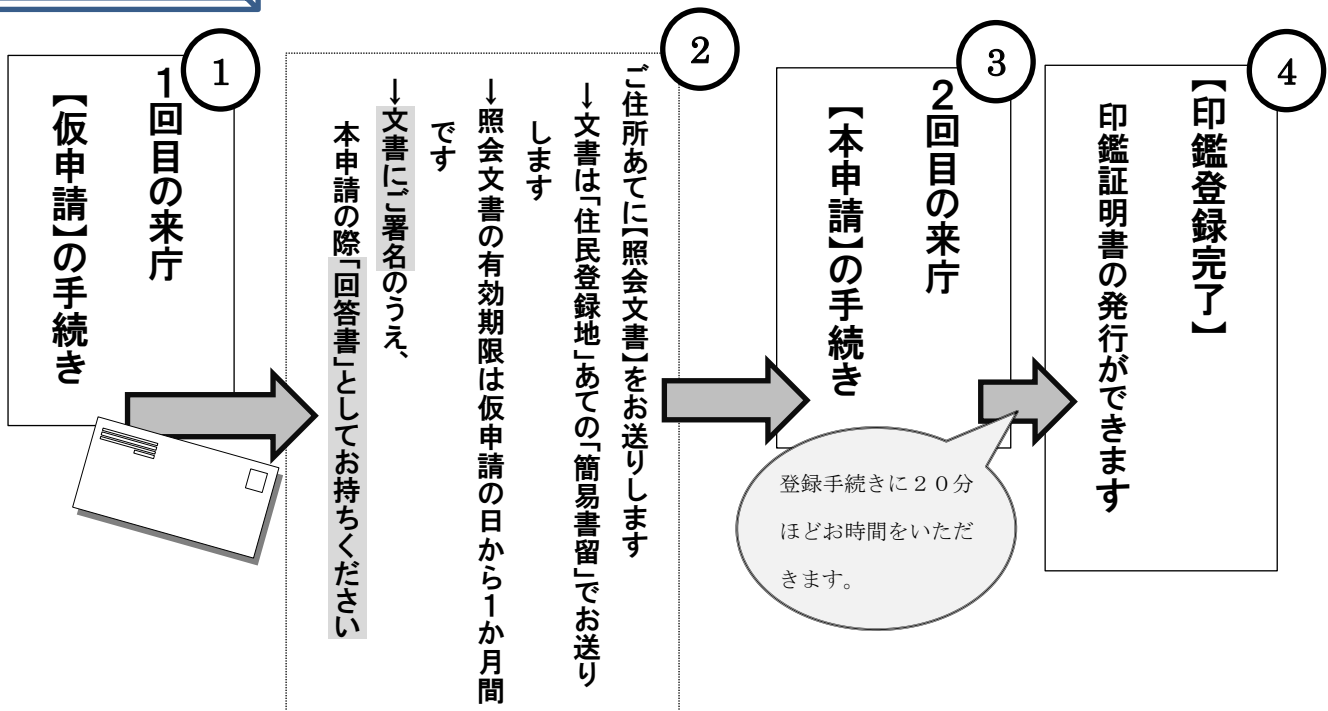 1
1回目の来庁
【仮申請】の手続き
2
ご住所あてに【照会文書】をお送りします
→文書は「住民登録地」あての「簡易書留」でお送り
します
→照会文書の有効期限は仮申請の日から1か月間
です
→文書にご署名のうえ、
本申請の際「回答書」としてお持ちください
3
2回目の来庁
【本申請】の手続き
登録手続きに２０分
ほどお時間をいただ
きます。
4
【印鑑登録完了】
印鑑証明書の発行ができます